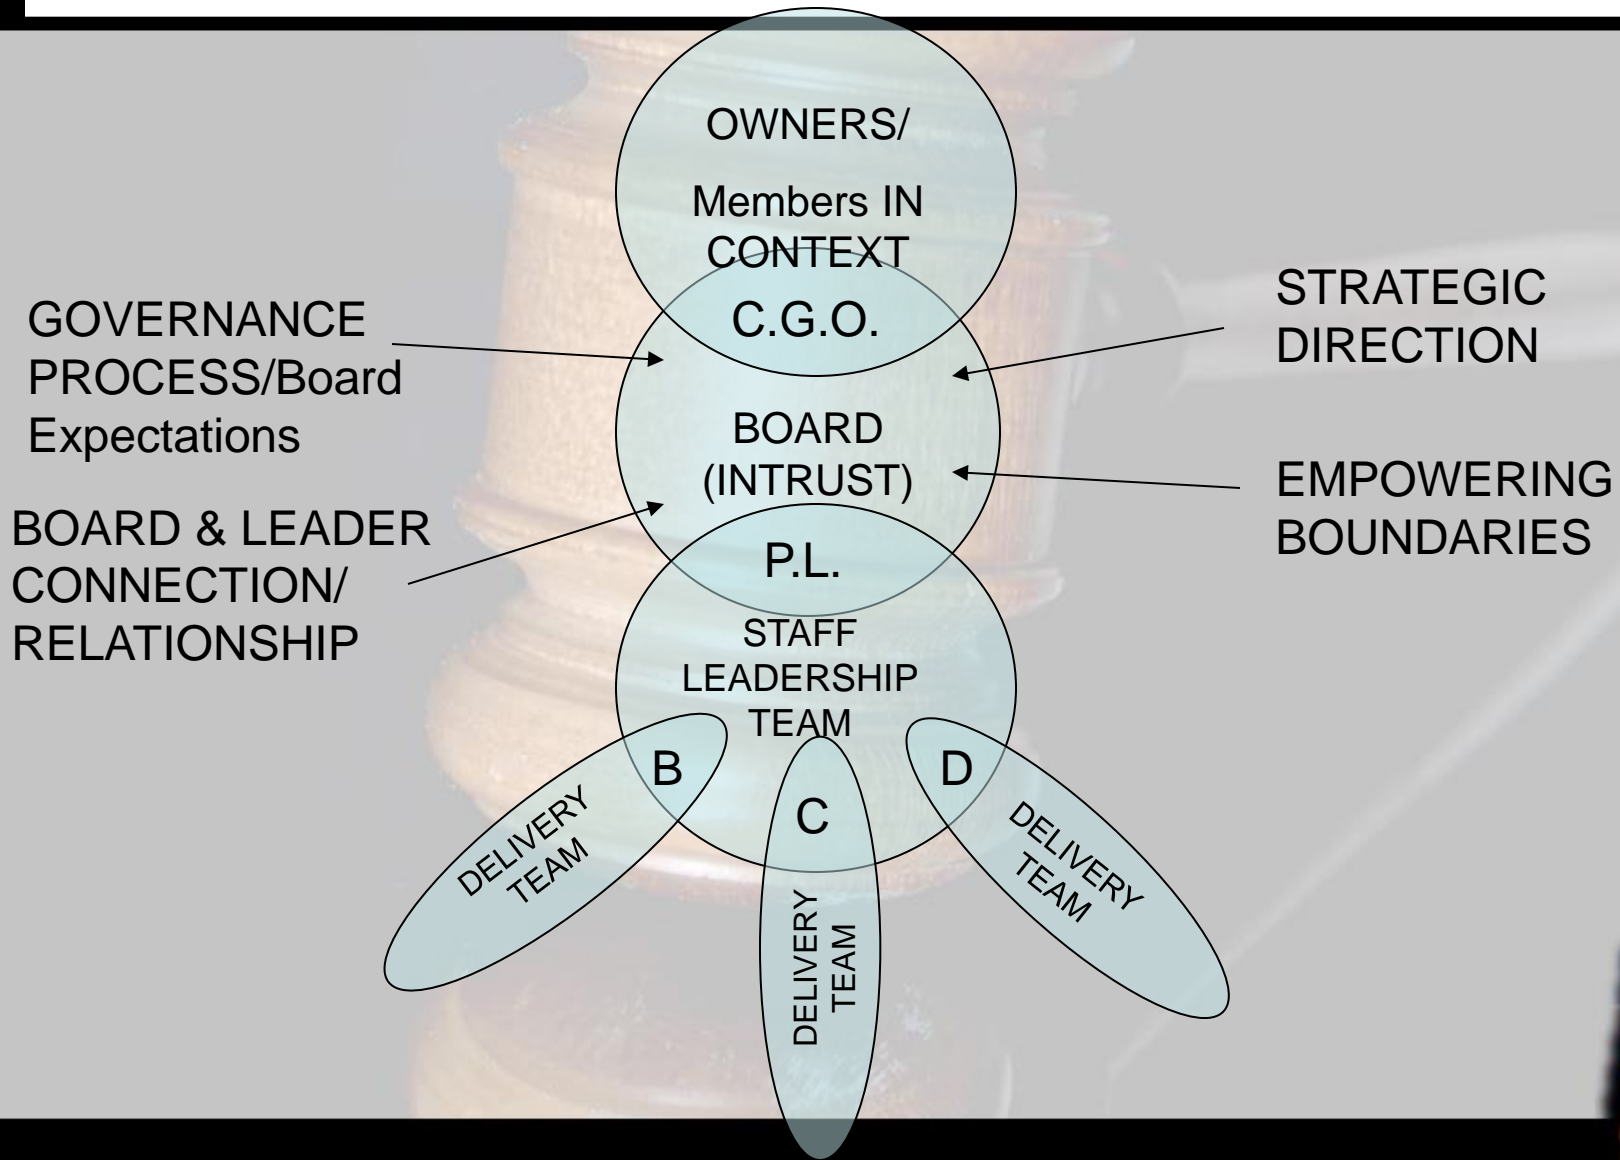 OWNERS/
Members IN
CONTEXT
C.G.O.
GOVERNANCE
PROCESS/Board
Expectations
STRATEGIC
DIRECTION
BOARD
(INTRUST)
EMPOWERING
BOUNDARIES
BOARD & LEADER
CONNECTION/
RELATIONSHIP
P.L.
STAFF
LEADERSHIP
TEAM
B
C
D
DELIVERY
TEAM
DELIVERY
TEAM
DELIVERY
TEAM